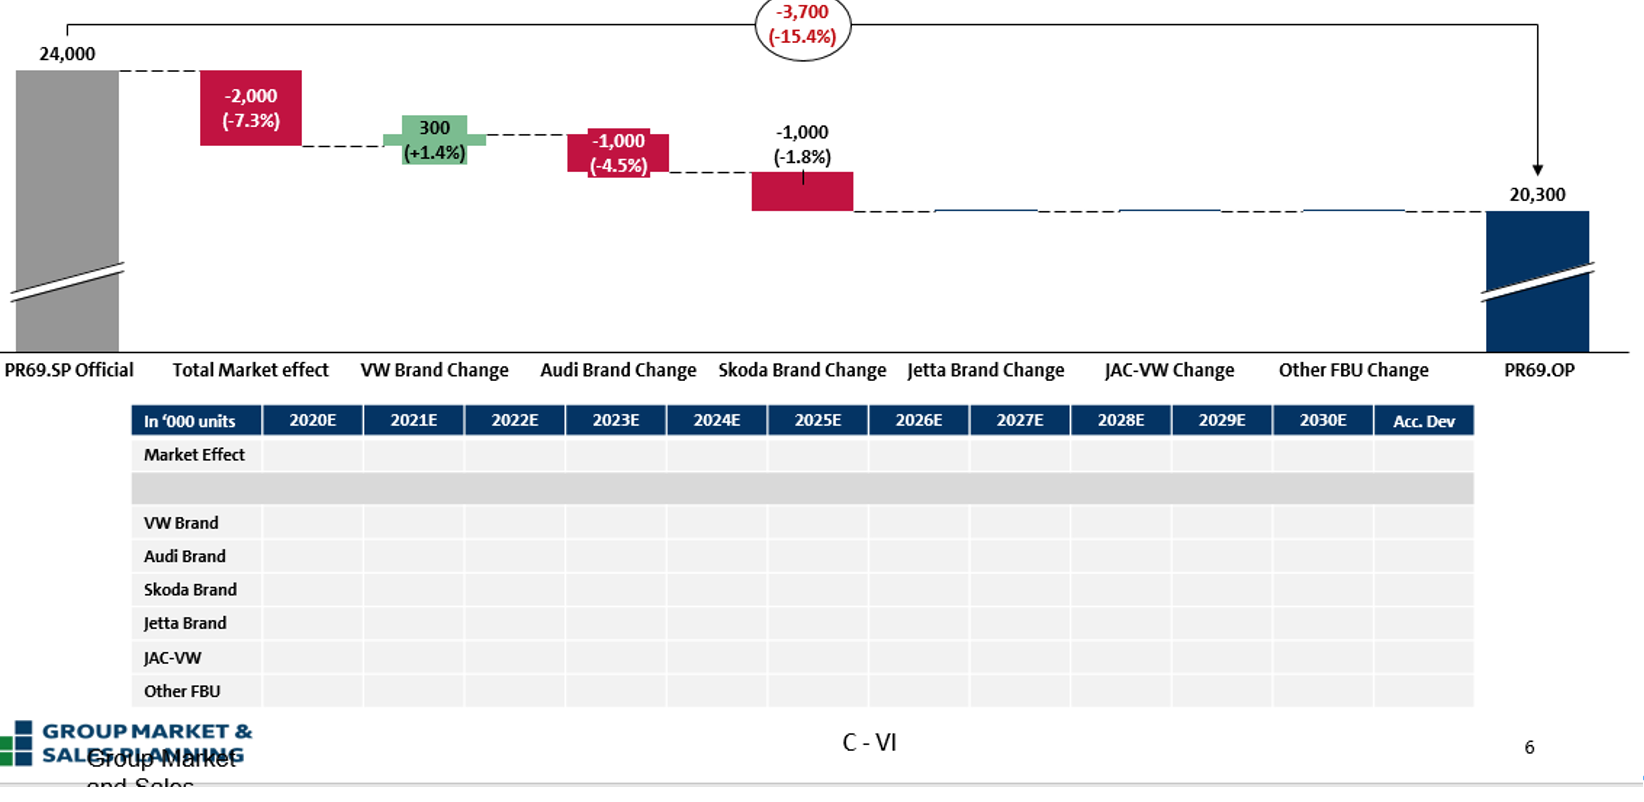 -3,700
(-15.4%)
24,000
-2,000
(-7.3%)
300
(+1.4%)
-1,000
(-4.5%)
-1,000
(-1.8%)
20,300
PR69.SP Official Total Market effect VW Brand Change Audi Brand Change Skoda Brand Change Jetta Brand Change JAC-VW Change Other FBU Change PR69.OP
In ‘000 units 2020E 2021E 2022E 2023E 2024E 2025E 2026E 2027E 2028E 2029E 2030E Acc. Dev
Market Effect
VW Brand
Audi Brand
Skoda Brand
Jetta Brand
JAC-VW
Other FBU
GROUP MARKET &
SALES PLANNING
Group Market
and Sales
C - VI
6